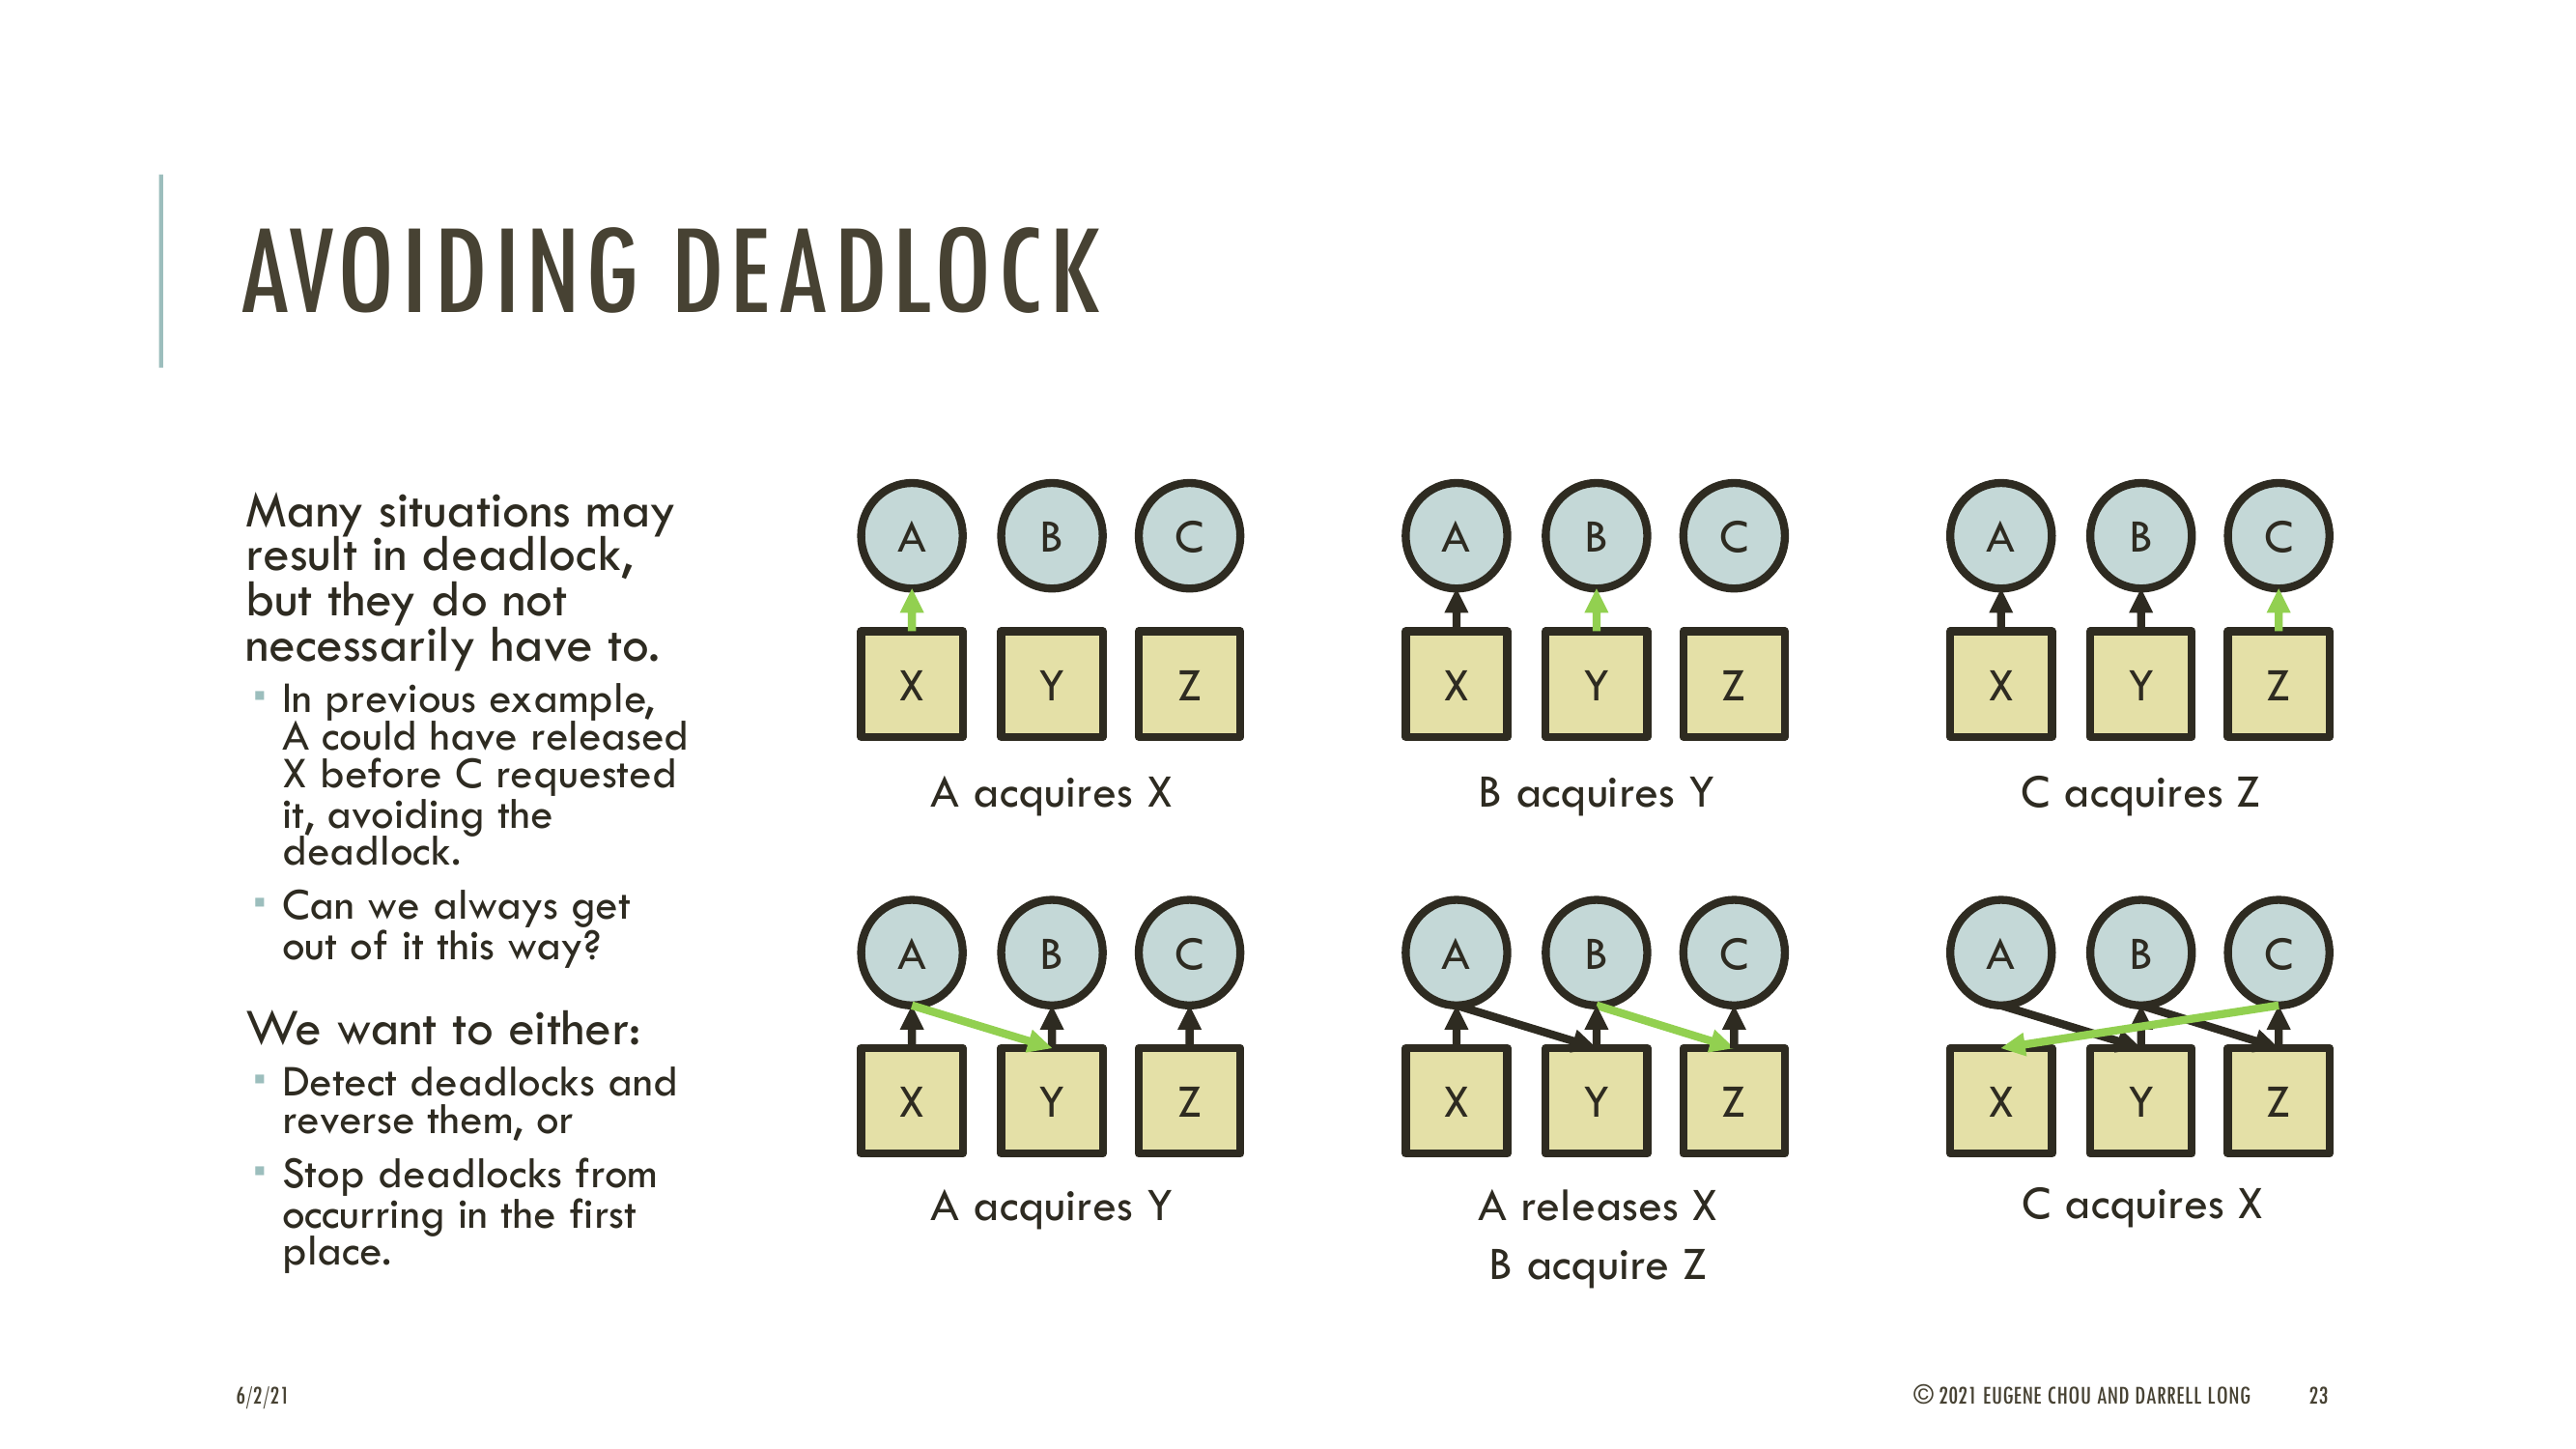 AVOIDING DEADLOCK
Many situations may
result in deadlock,
but they do not
necessarily have to.
▪ In previous example,
A could have released
X before C requested
it, avoiding the
deadlock.
▪ Can we always get
out of it this way?
We want to either:
▪ Detect deadlocks and
reverse them, or
▪ Stop deadlocks from
occurring in the first
place.
A B C
X Y Z
A acquires X
A B C
X Y Z
B acquires Y
A B C
X Y Z
C acquires Z
A B C
X Y Z
A acquires Y
A B C
X Y Z
A releases X
B acquire Z
A B C
X Y Z
C acquires X
6/2/21
© 2021 EUGENE CHOU AND DARRELL LONG
23